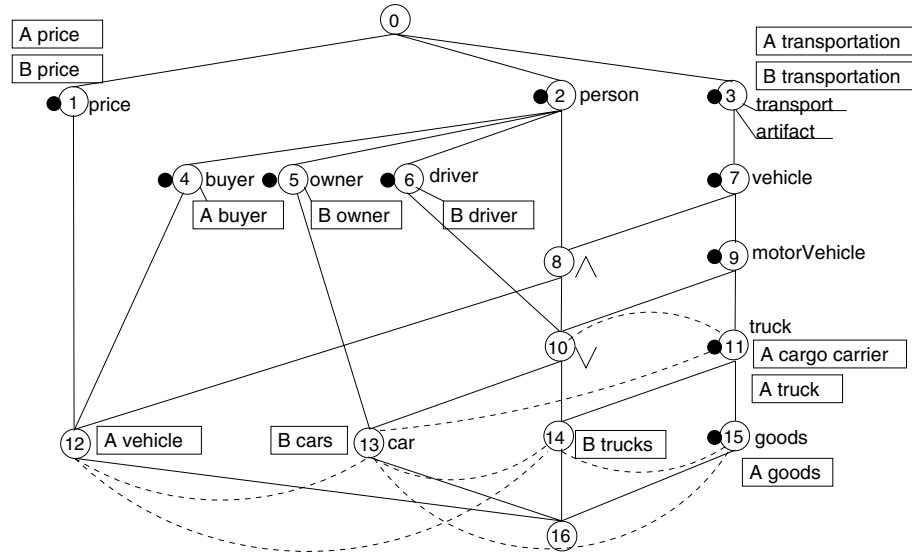 0
A price
A transportation
B price
B transportation
1 price
2 person
3
transport
artifact
4 buyer
5 owner
6 driver
7 vehicle
A buyer
B owner
B driver
8
9 motorVehicle
truck
10
11
A cargo carrier
A truck
12 A vehicle
B cars 13 car
14 B trucks
15 goods
A goods
16